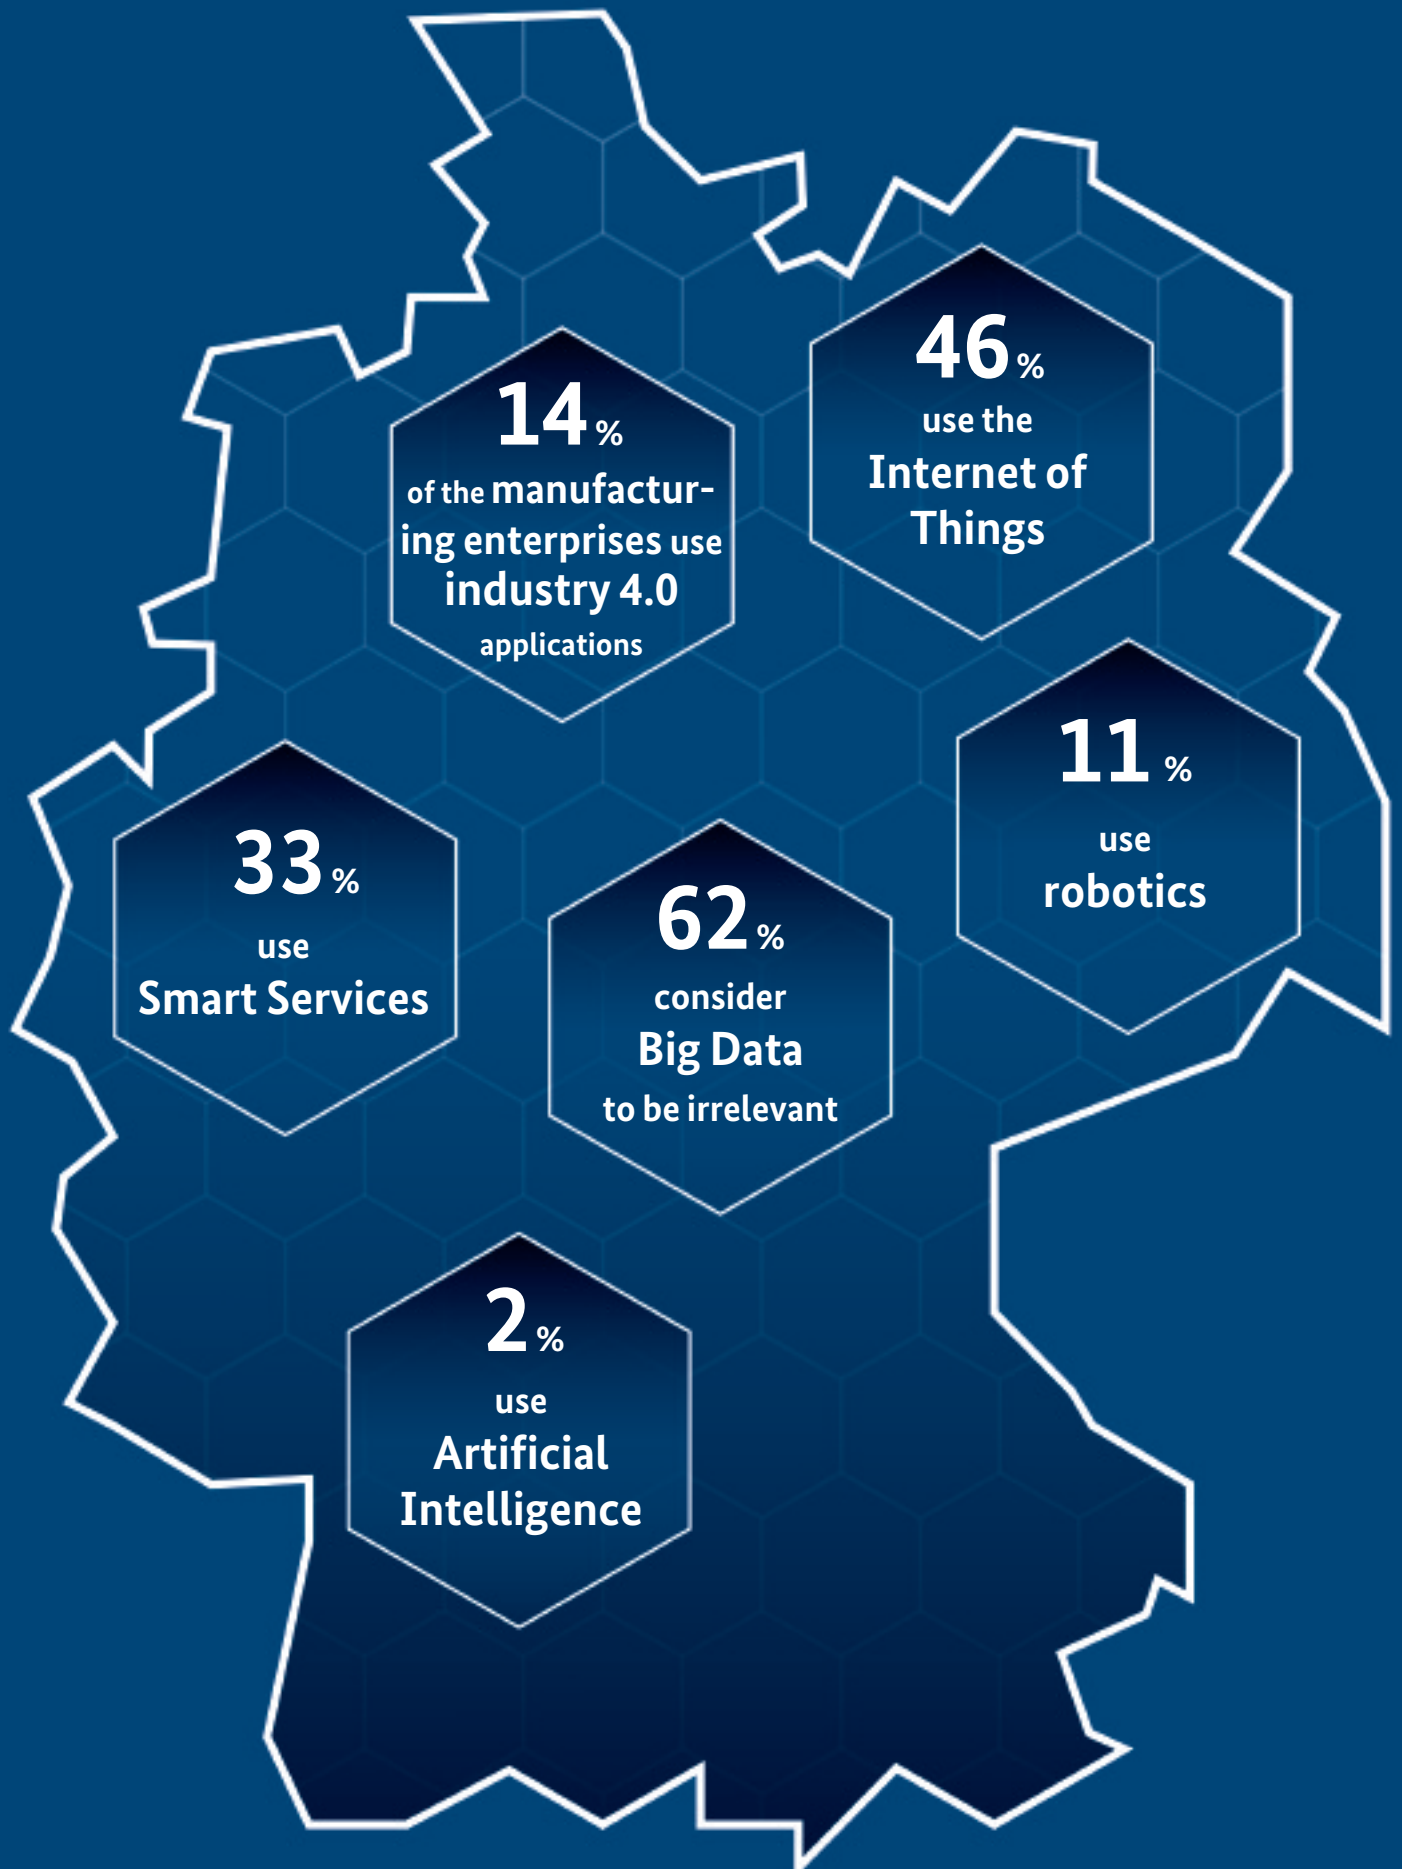 46 %
use the
Internet of
Things
14 %
of the manufactur-
ing enterprises use
industry 4.0
applications
11 %
use
robotics
33 %
use
Smart Services
62 %
consider
Big Data
to be irrelevant
2 %
use
Artificial
Intelligence